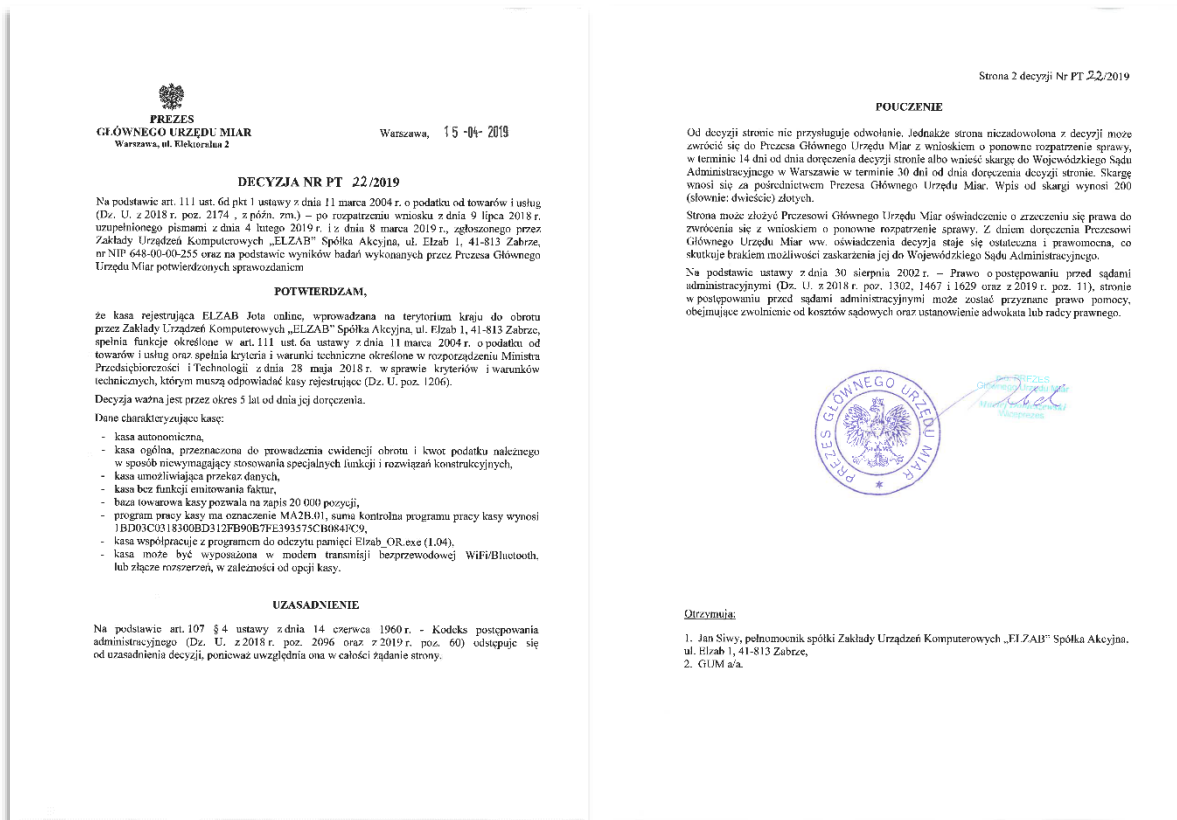 PREZES
GŁÓWNEGO URZĘDU MIAR
Warszawa, ul. Elektoralna 2
Warszawa, 15 -04- 2019
DECYZJA NR PT 22/2019
Na podstawie art. 111 ust. 6d pkt 1 ustawy z dnia 11 marca 2004 r. o podatku od towarów i usług
(Dz. U. z 2018 r. poz. 2174 , z późn. zm.) – po rozpatrzeniu wniosku z dnia 9 lipca 2018 r.
uzupełnionego pismami z dnia 4 lutego 2019 r. i z dnia 8 marca 2019 r., zgłoszonego przez
Zakłady Urządzeń Komputerowych „ELZAB” Spółka Akcyjna, ul. Elzab 1, 41-813 Zabrze,
nr NIP 648-00-00-255 oraz na podstawie wyników badań wykonanych przez Prezesa Głównego
Urzędu Miar potwierdzonych sprawozdaniem
POTWIERDZAM,
że kasa rejestrująca ELZAB Jota online, wprowadzana na terytorium kraju do obrotu
przez Zakłady Urządzeń Komputerowych „ELZAB” Spółka Akcyjna, ul. Elzab 1, 41-813 Zabrze,
spełnia funkcje określone w art. 111 ust. 6a ustawy z dnia 11 marca 2004 r. o podatku od
towarów i usług oraz spełnia kryteria i warunki techniczne określone w rozporządzeniu Ministra
Przedsiębiorczości i Technologii z dnia 28 maja 2018 r. w sprawie kryteriów i warunków
technicznych, którym muszą odpowiadać kasy rejestrujące (Dz. U. poz. 1206).
Decyzja ważna jest przez okres 5 lat od dnia jej doręczenia.
Dane charakteryzujące kasę:
- kasa autonomiczna,
- kasa ogólna, przeznaczona do prowadzenia ewidencji obrotu i kwot podatku należnego
w sposób niewymagający stosowania specjalnych funkcji i rozwiązań konstrukcyjnych,
- kasa umożliwiająca przekaz danych,
- kasa bez funkcji emitowania faktur,
- baza towarowa kasy pozwala na zapis 20 000 pozycji,
- program pracy kasy ma oznaczenie MA2B.01, suma kontrolna programu pracy kasy wynosi
1BD03C0318300BD312FB90B7FE393575CB084FC9,
- kasa współpracuje z programem do odczytu pamięci Elzab_OR.exe (1.04),
- kasa może być wyposażona w modem transmisji bezprzewodowej WiFi/Bluetooth,
lub złącze rozszerzeń, w zależności od opcji kasy.
UZASADNIENIE
Na podstawie art. 107 § 4 ustawy z dnia 14 czerwca 1960 r. - Kodeks postępowania
administracyjnego (Dz. U. z 2018 r. poz. 2096 oraz z 2019 r. poz. 60) odstępuje się
od uzasadnienia decyzji, ponieważ uwzględnia ona w całości żądanie strony.
Strona 2 decyzji Nr PT 22/2019
POUCZENIE
Od decyzji stronie nie przysługuje odwołanie. Jednakże strona niezadowolona z decyzji może
zwrócić się do Prezesa Głównego Urzędu Miar z wnioskiem o ponowne rozpatrzenie sprawy,
w terminie 14 dni od dnia doręczenia decyzji stronie albo wnieść skargę do Wojewódzkiego Sądu
Administracyjnego w Warszawie w terminie 30 dni od dnia doręczenia decyzji stronie. Skargę
wnosi się za pośrednictwem Prezesa Głównego Urzędu Miar. Wpis od skargi wynosi 200
(słownie: dwieście) złotych.
Strona może złożyć Prezesowi Głównego Urzędu Miar oświadczenie o zrzeczeniu się prawa do
zwrócenia się z wnioskiem o ponowne rozpatrzenie sprawy. Z dniem doręczenia Prezesowi
Głównego Urzędu Miar ww. oświadczenia decyzja staje się ostateczna i prawomocna, co
skutkuje brakiem możliwości zaskarżenia jej do Wojewódzkiego Sądu Administracyjnego.
Na podstawie ustawy z dnia 30 sierpnia 2002 r. – Prawo o postępowaniu przed sądami
administracyjnymi (Dz. U. z 2018 r. poz. 1302, 1467 i 1629 oraz z 2019 r. poz. 11), stronie
w postępowaniu przed sądami administracyjnymi może zostać przyznane prawo pomocy,
obejmujące zwolnienie od kosztów sądowych oraz ustanowienie adwokata lub radcy prawnego.
PREZES GŁÓWNEGO URZĘDU MIAR
p.o. PREZES
Głównego Urzędu Miar
Wiceprezes
Otrzymują:
1. Jan Siwy, pełnomocnik spółki Zakłady Urządzeń Komputerowych „ELZAB” Spółka Akcyjna.
ul. Elzab 1, 41-813 Zabrze,
2. GUM a/a.